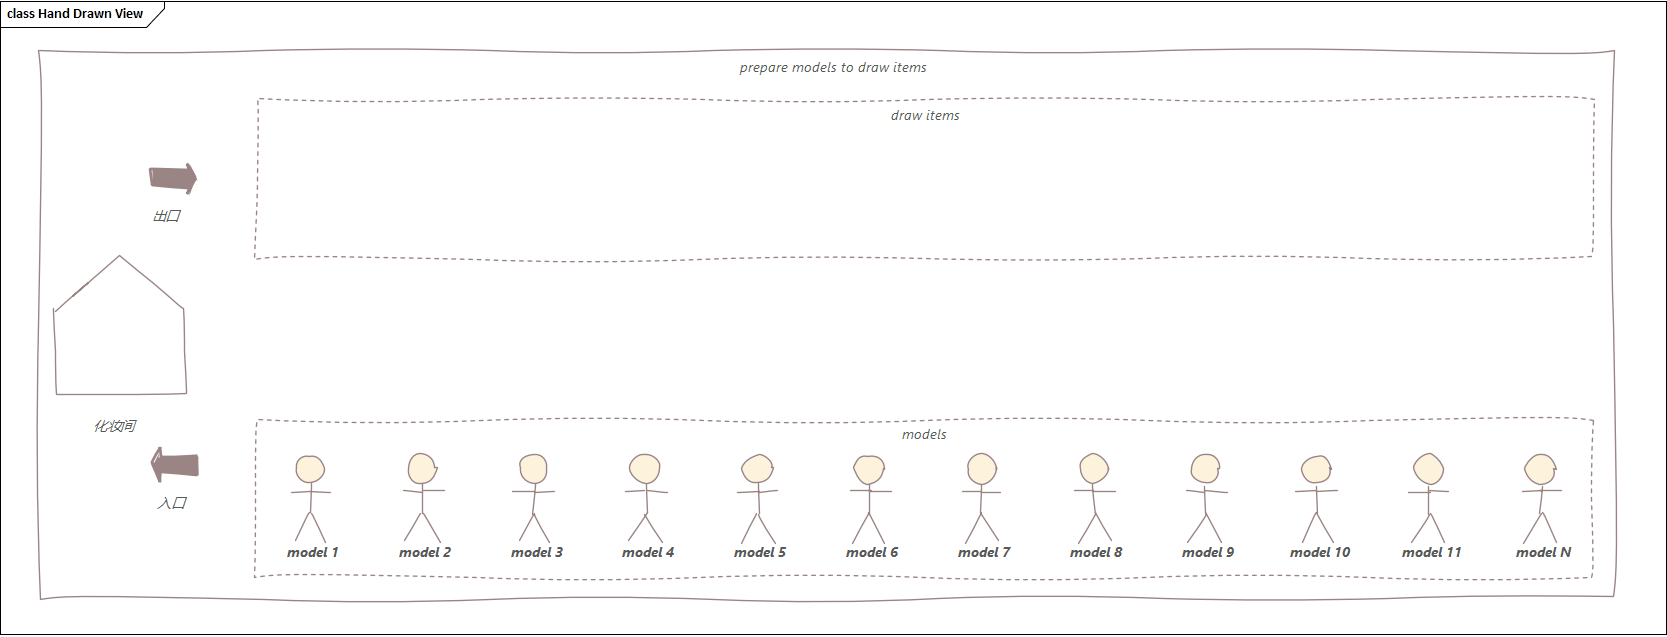 class Hand Drawn View
prepare models to draw items
draw items
出口
化妆间
models
入口
model 1
model 2
model 3
model 4
model 5
model 6
model 7
model 8
model 9
model 10
model 11
model N